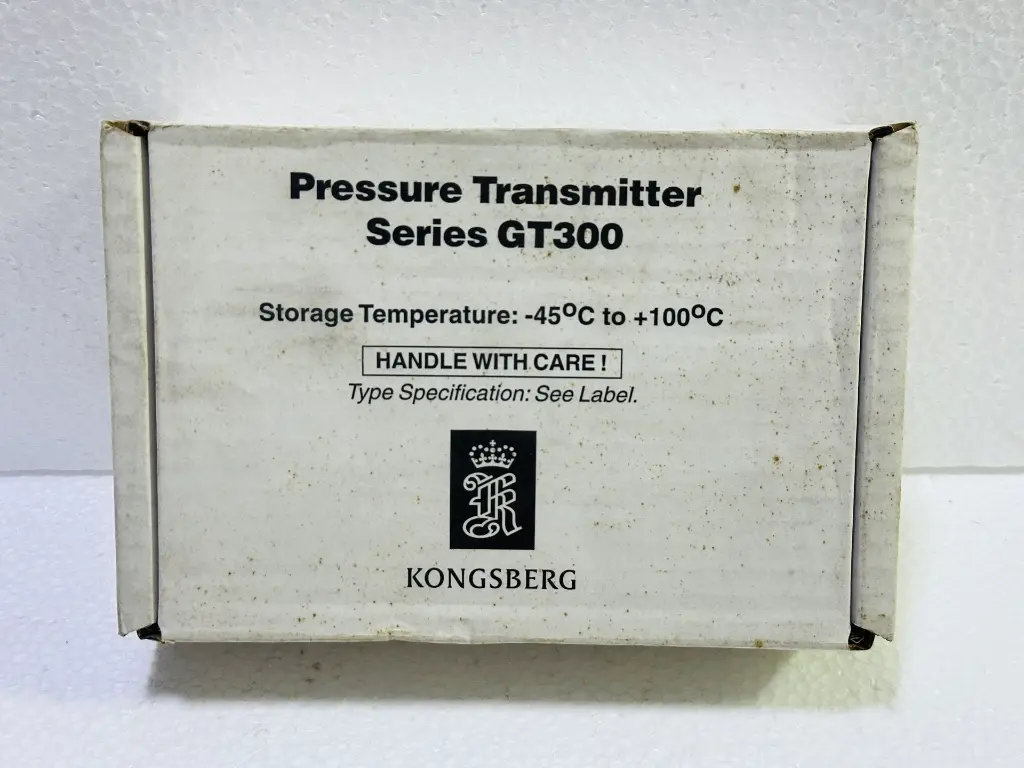 Pressure Transmitter
Series GT300
Storage Temperature: -45ºC to +100ºC
HANDLE WITH CARE !
Type Specification: See Label.
KONGSBERG